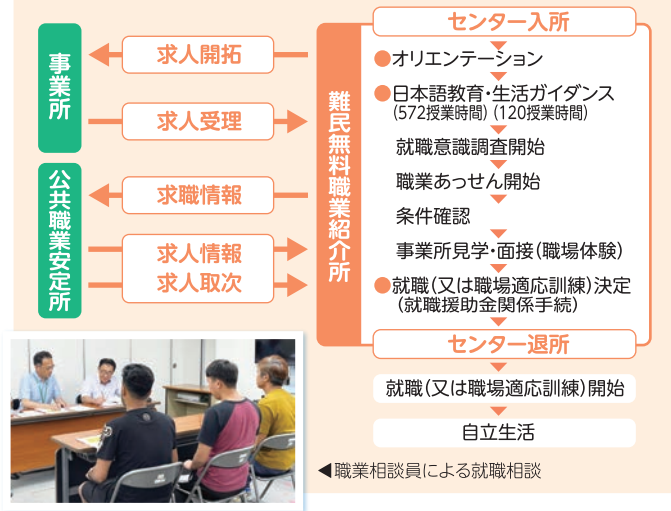 事業所
求人開拓
求人受理
公共職業安定所
求職情報
求人情報
求人取次
難民無料職業紹介所
センター入所
●オリエンテーション
●日本語教育・生活ガイダンス
(572授業時間)(120授業時間)
就職意識調査開始
職業あっせん開始
条件確認
事業所見学・面接(職場体験)
●就職(又は職場適応訓練)決定
(就職援助金関係手続)
センター退所
就職(又は職場適応訓練)開始
自立生活
◀職業相談員による就職相談